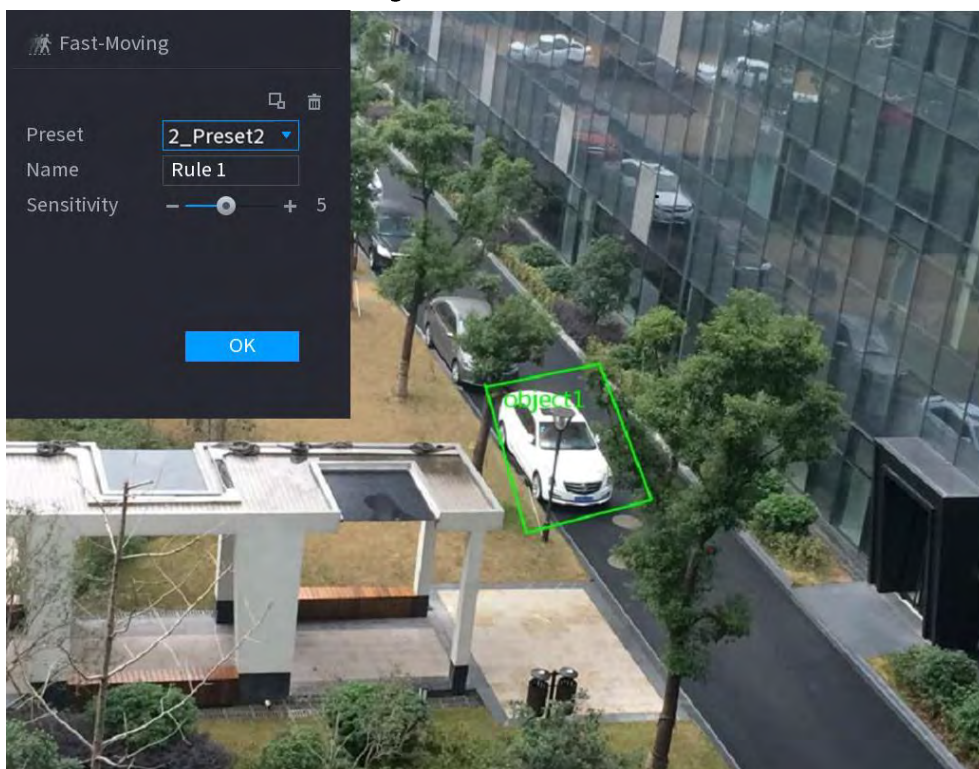 Fast-Moving
Preset 2_Preset2
Name Rule 1
Sensitivity - + 5
OK
object1